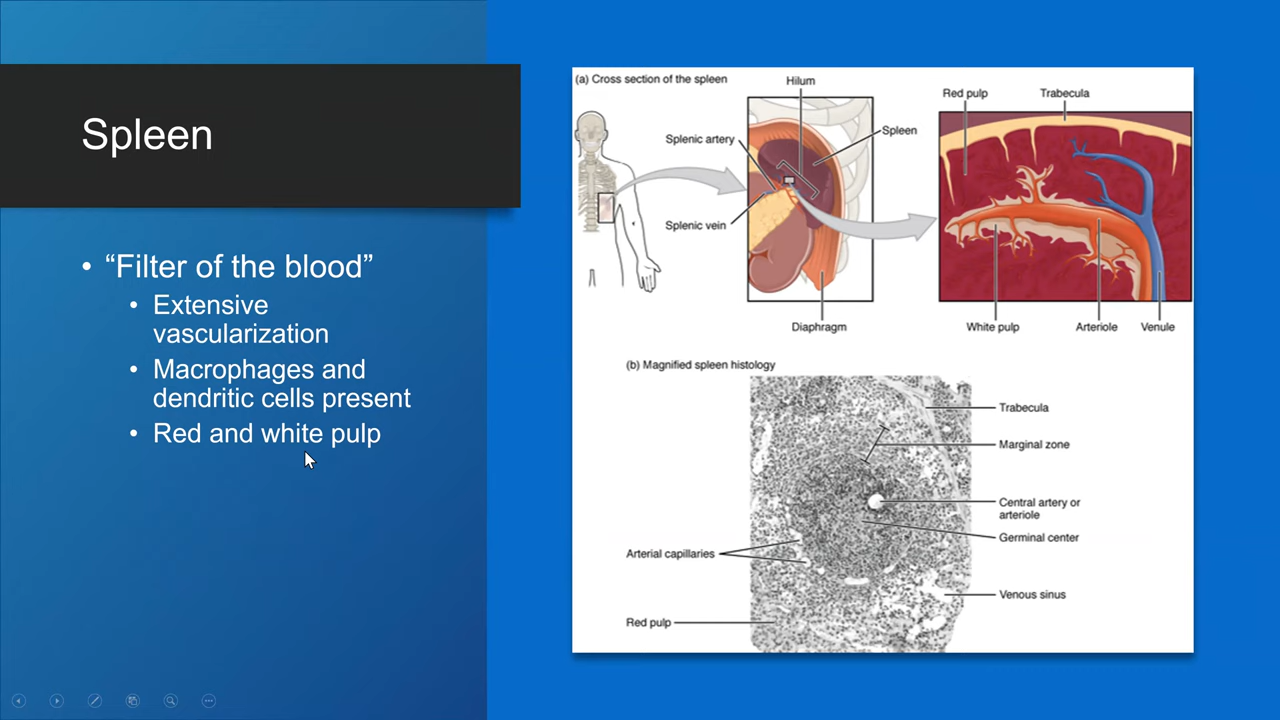 Spleen
• “Filter of the blood”
• Extensive
vascularization
• Macrophages and
dendritic cells present
• Red and white pulp
(a) Cross section of the spleen
Hilum
Splenic artery
Spleen
Splenic vein
Diaphragm
Red pulp
Trabecula
White pulp
Arteriole
Venule
(b) Magnified spleen histology
Trabecula
Marginal zone
Central artery or
arteriole
Germinal center
Arterial capillaries
Venous sinus
Red pulp